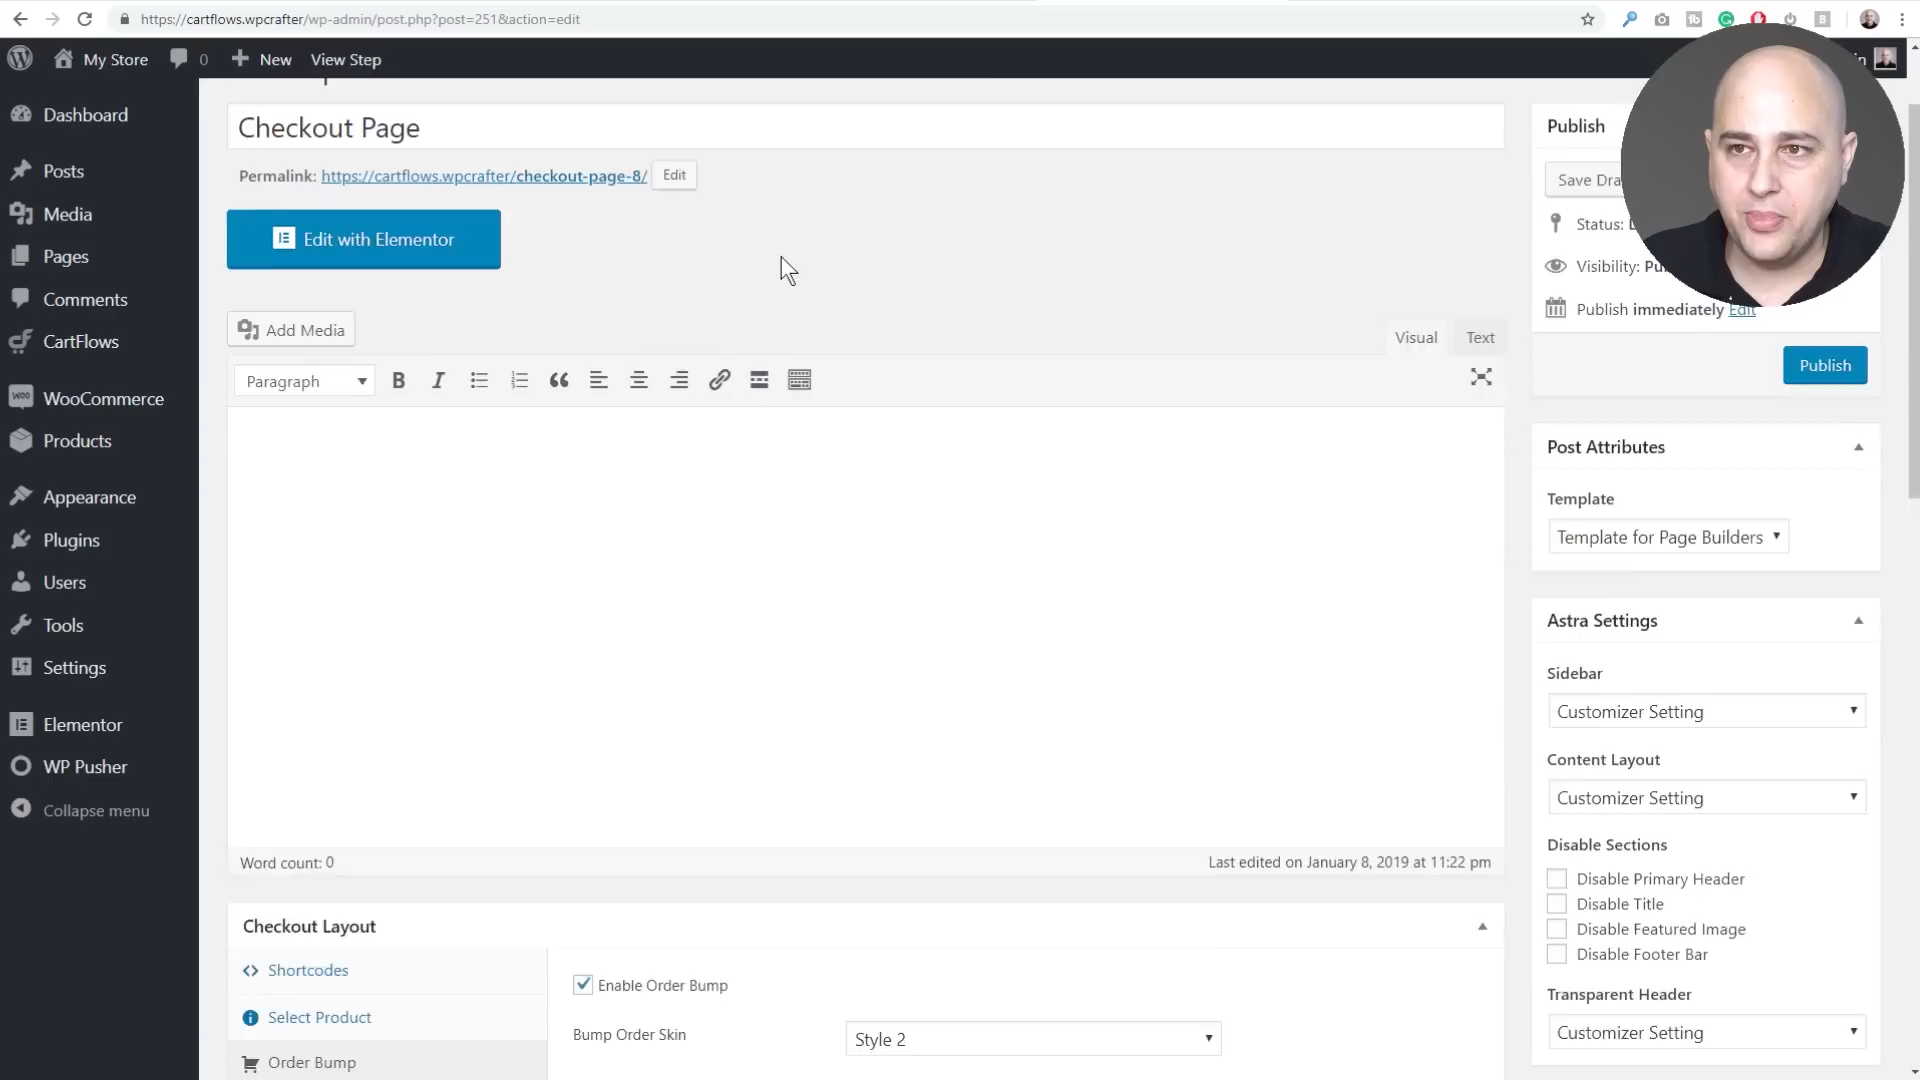 https://cartflows.wpcrafter/wp-admin/post.php?post=251&action=edit
My Store
0
New
View Step
Dashboard
Posts
Media
Pages
Comments
CartFlows
WooCommerce
Products
Appearance
Plugins
Users
Tools
Settings
Elementor
WP Pusher
Collapse menu
Checkout Page
Permalink: https://cartflows.wpcrafter/checkout-page-8/ Edit
Edit with Elementor
Add Media
Visual
Text
Paragraph
Word count: 0
Last edited on January 8, 2019 at 11:22 pm
Checkout Layout
Shortcodes
Select Product
Order Bump
Enable Order Bump
Bump Order Skin
Style 2
Publish
Save
Status:
Visibility:
Publish immediately Edit
Publish
Post Attributes
Template
Template for Page Builders
Astra Settings
Sidebar
Customizer Setting
Content Layout
Customizer Setting
Disable Sections
Disable Primary Header
Disable Title
Disable Featured Image
Disable Footer Bar
Transparent Header
Customizer Setting